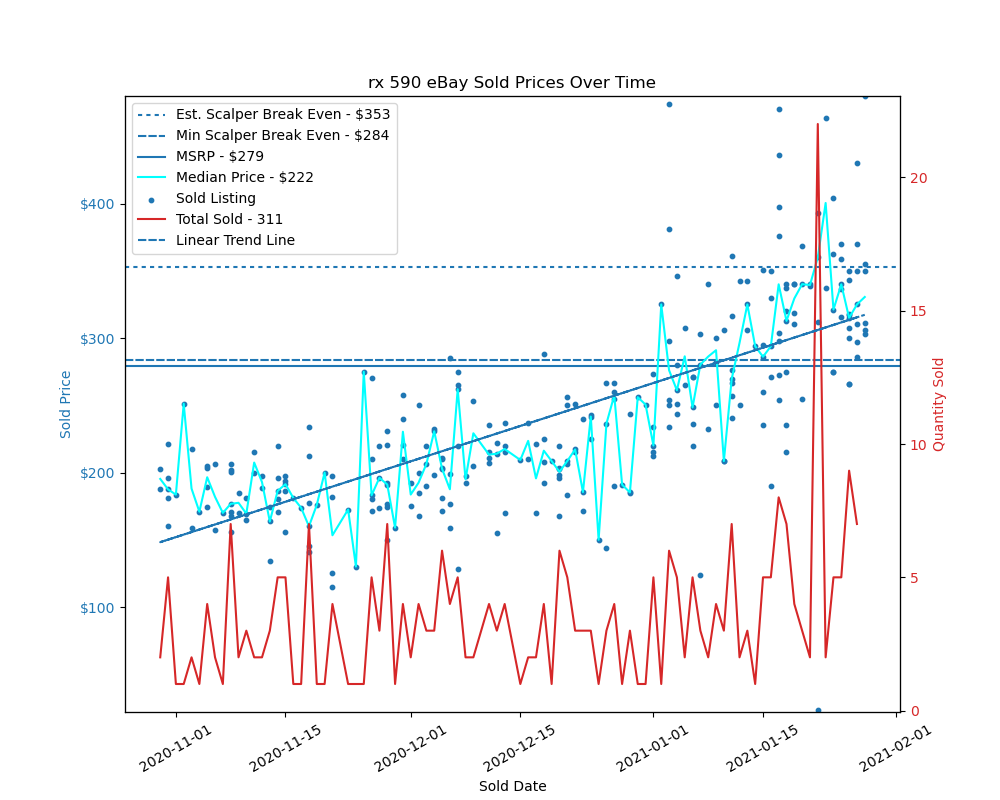 rx 590 eBay Sold Prices Over Time
Est. Scalper Break Even - $353
Min Scalper Break Even - $284
MSRP - $279
Median Price - $222
Sold Listing
Total Sold - 311
Linear Trend Line
$400
$300
$200
$100
Sold Price
20
15
10
5
0
Quantity Sold
2020-11-01
2020-11-15
2020-12-01
2020-12-15
2021-01-01
2021-01-15
2021-02-01
Sold Date